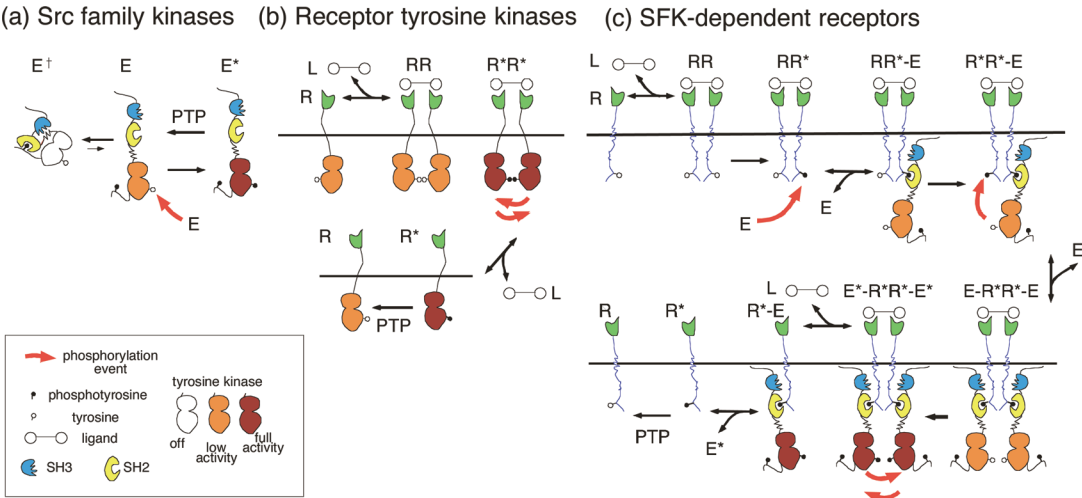 (a) Src family kinases
E†
E
E*
PTP
E
(b) Receptor tyrosine kinases
L
RR
R*R*
R
R
R*
L
PTP
(c) SFK-dependent receptors
L
RR
RR*
RR*-E
R*R*-E
R
E
E
E
L
E*-R*R*-E*
E-R*R*-E
R
R*
R*-E
PTP
E*
phosphorylation
event
phosphotyrosine
tyrosine
ligand
SH3
SH2
tyrosine kinase
off
low
activity
full
activity